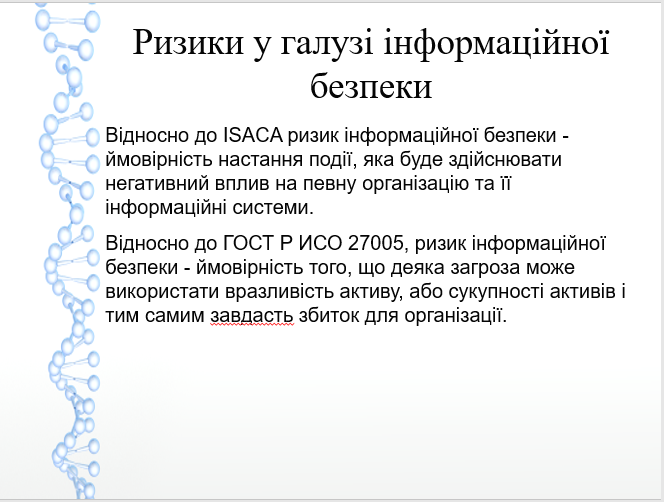 Ризики у галузі інформаційної
безпеки
Відносно до ISACA ризик інформаційної безпеки -
ймовірність настання події, яка буде здійснювати
негативний вплив на певну організацію та її
інформаційні системи.
Відносно до ГОСТ Р ИСО 27005, ризик інформаційної
безпеки - ймовірність того, що деяка загроза може
використати вразливість активу, або сукупності активів і
тим самим завдасть збиток для організації.